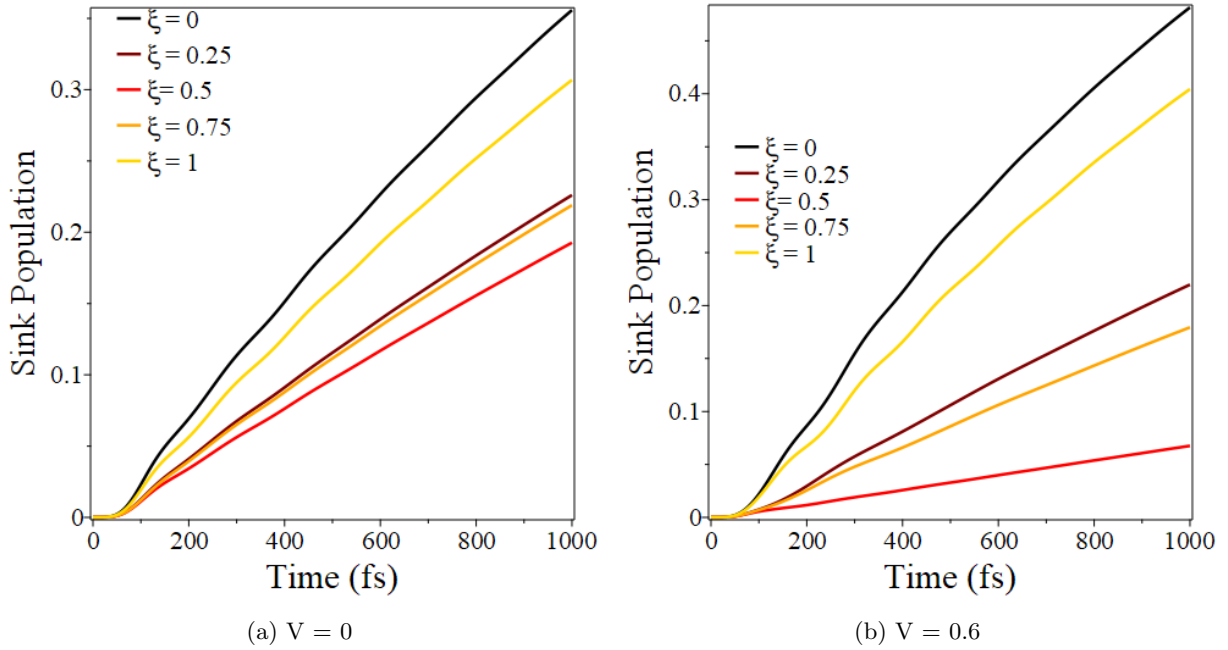 ξ = 0
ξ = 0.25
ξ= 0.5
ξ = 0.75
ξ = 1
0.3
0.2
0.1
0
Sink Population
0 200 400 600 800 1000
Time (fs)
(a) V = 0
ξ = 0
ξ = 0.25
ξ= 0.5
ξ = 0.75
ξ = 1
0.4
0.3
0.2
0.1
0
Sink Population
0 200 400 600 800 1000
Time (fs)
(b) V = 0.6